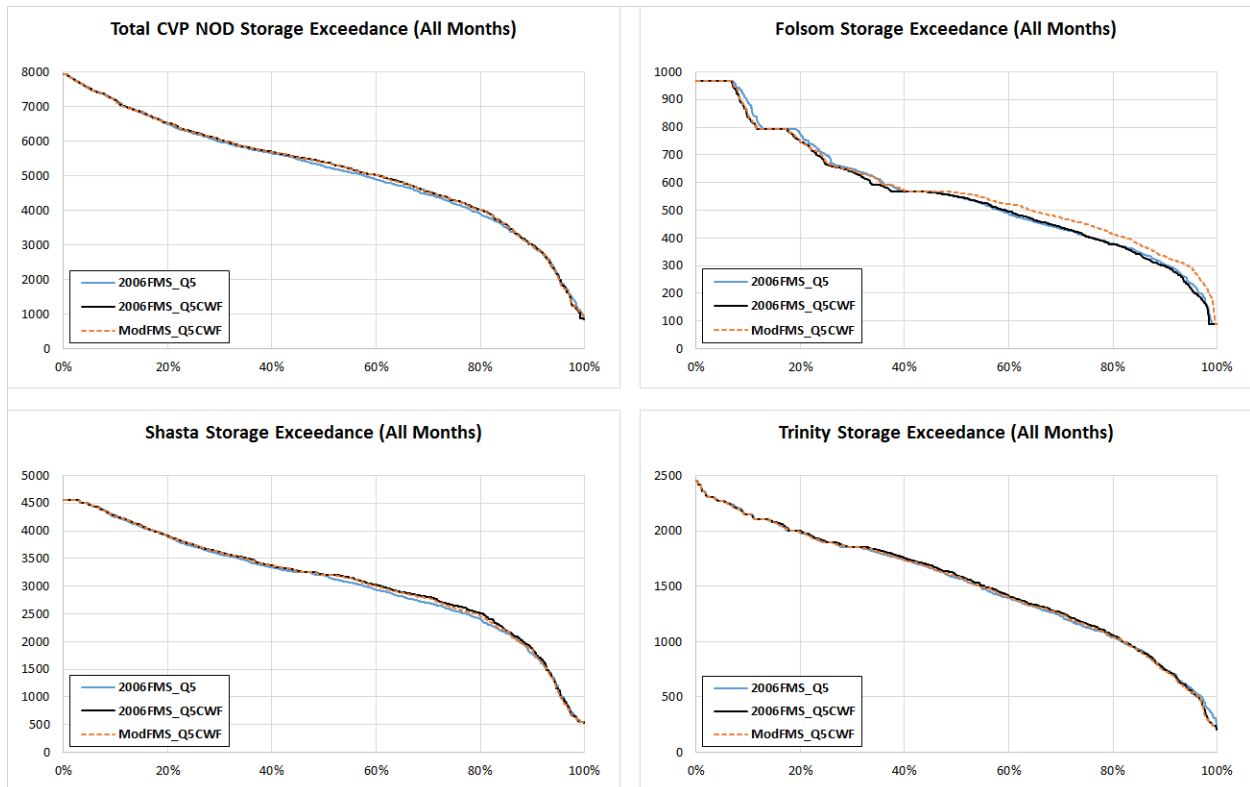 Total CVP NOD Storage Exceedance (All Months)
8000
7000
6000
5000
4000
3000
2000
1000
0
2006FMS_Q5
2006FMS_Q5CWF
ModFMS_Q5CWF
0% 20% 40% 60% 80% 100%
Folsom Storage Exceedance (All Months)
1000
900
800
700
600
500
400
300
200
100
0
2006FMS_Q5
2006FMS_Q5CWF
ModFMS_Q5CWF
0% 20% 40% 60% 80% 100%
Shasta Storage Exceedance (All Months)
5000
4500
4000
3500
3000
2500
2000
1500
1000
500
0
2006FMS_Q5
2006FMS_Q5CWF
ModFMS_Q5CWF
0% 20% 40% 60% 80% 100%
Trinity Storage Exceedance (All Months)
2500
2000
1500
1000
500
0
2006FMS_Q5
2006FMS_Q5CWF
ModFMS_Q5CWF
0% 20% 40% 60% 80% 100%